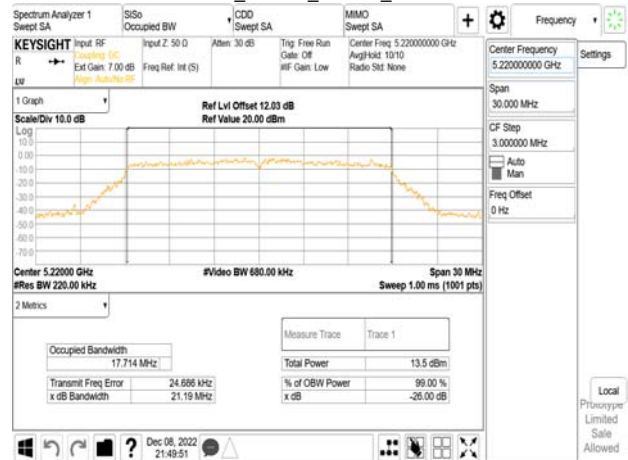 Spectrum Analyzer 1
Swept SA
SISo
Occupied BW
CDD
Swept SA
MIMO
Swept SA
Frequency
KEYSIGHT
R
LU
Input: RF
Coupling: DC
Ext Gain: 7.00 dB
Align: Auto/No RF
Input Z: 50 Ω
Freq Ref: Int (S)
Atten: 30 dB
Trig: Free Run
Gate: Off
#IF Gain: Low
Center Freq: 5.220000000 GHz
Avg|Hold: 10/10
Radio Std: None
Center Frequency
5.220000000 GHz
Settings
Span
30.000 MHz
CF Step
3.000000 MHz
Auto
Man
Freq Offset
0 Hz
1 Graph
Scale/Div 10.0 dB
Ref Lvl Offset 12.03 dB
Ref Value 20.00 dBm
Log
10.0
0.00
-10.0
-20.0
-30.0
-40.0
-50.0
-60.0
-70.0
Center 5.22000 GHz
#Res BW 220.00 kHz
#Video BW 680.00 kHz
Span 30 MHz
Sweep 1.00 ms (1001 pts)
2 Metrics
Measure Trace Trace 1
Occupied Bandwidth
17.714 MHz
Total Power 13.5 dBm
Transmit Freq Error 24.686 kHz
% of OBW Power 99.00 %
x dB Bandwidth 21.19 MHz
x dB -26.00 dB
Local
Prototype
Limited
Sale
Allowed
Dec 08, 2022
21:49:51